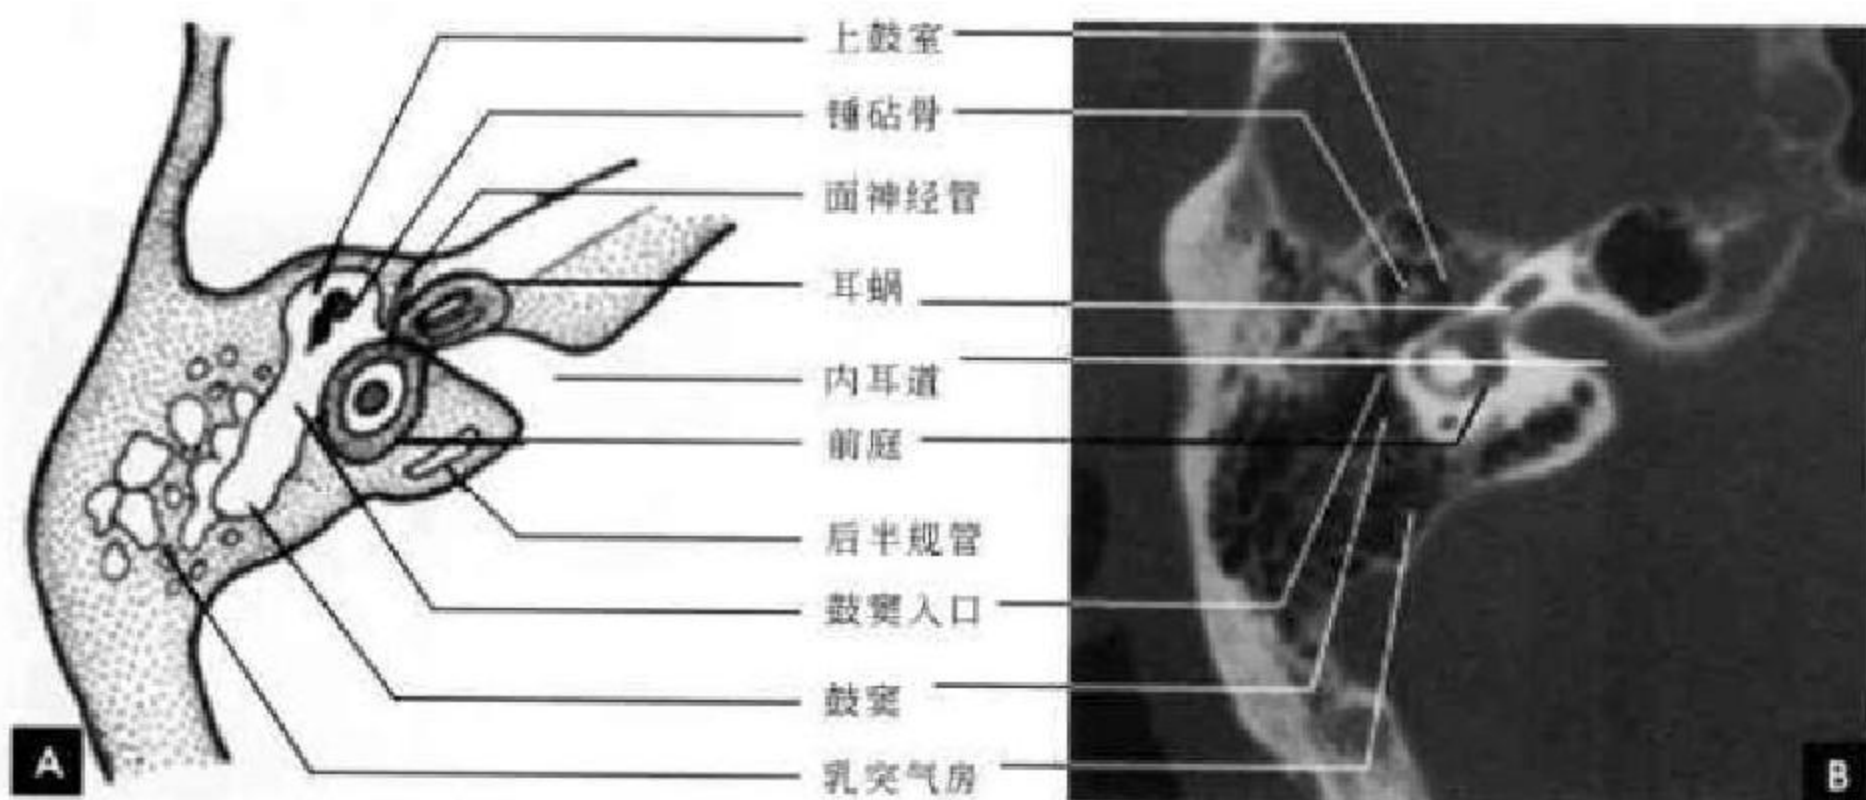 上鼓室
锤砧骨
面神经管
耳蜗
内耳道
前庭
后半规管
鼓窦入口
鼓窦
乳突气房
A
B